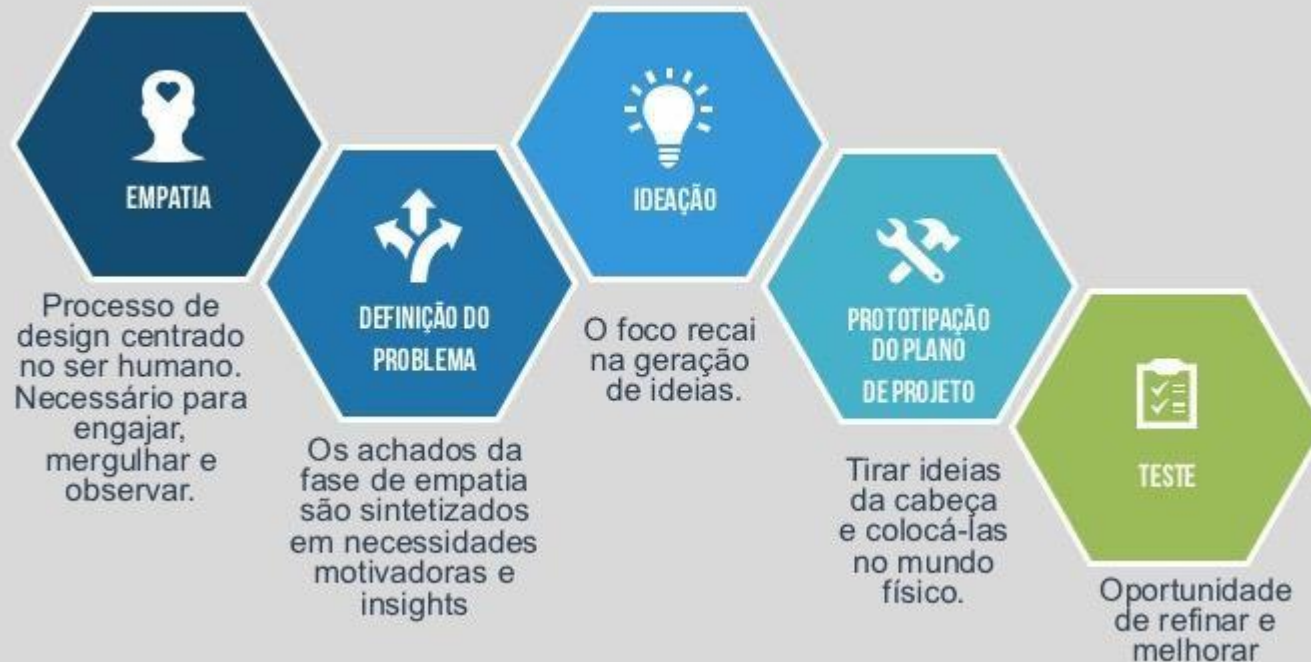 EMPATIA
Processo de
design centrado
no ser humano.
Necessário para
engajar,
mergulhar e
observar.
DEFINIÇÃO DO
PROBLEMA
Os achados da
fase de empatia
são sintetizados
em necessidades
motivadoras e
insights
IDEAÇÃO
O foco recai
na geração
de ideias.
PROTOTIPAÇÃO
DO PLANO
DE PROJETO
Tirar ideias
da cabeça
e colocá-las
no mundo
físico.
TESTE
Oportunidade
de refinar e
melhorar